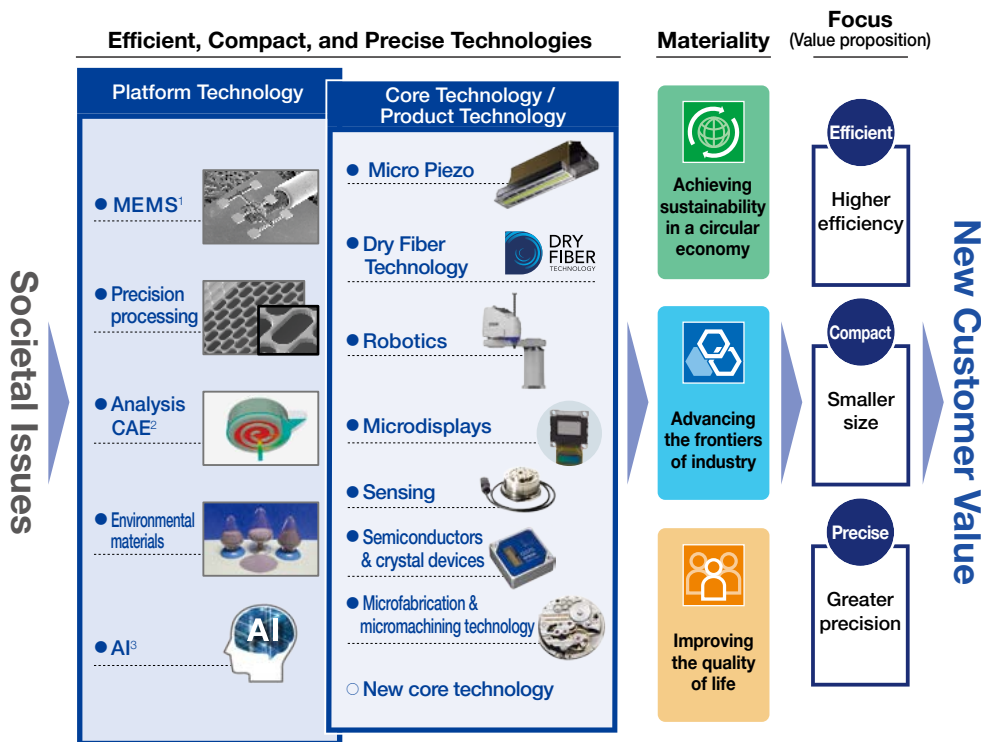 Efficient, Compact, and Precise Technologies
Materiality
Focus
(Value proposition)
Societal Issues
Platform Technology
MEMS1
Precision
processing
Analysis
CAE2
Environmental
materials
AI3
AI
Core Technology /
Product Technology
Micro Piezo
Dry Fiber
Technology
DRY
FIBER
TECHNOLOGY
Robotics
Microdisplays
Sensing
Semiconductors
& crystal devices
Microfabrication &
micromachining technology
New core technology
Achieving
sustainability
in a circular
economy
Advancing
the frontiers
of industry
Improving
the quality
of life
Efficient
Higher
efficiency
Compact
Smaller
size
Precise
Greater
precision
New Customer Value